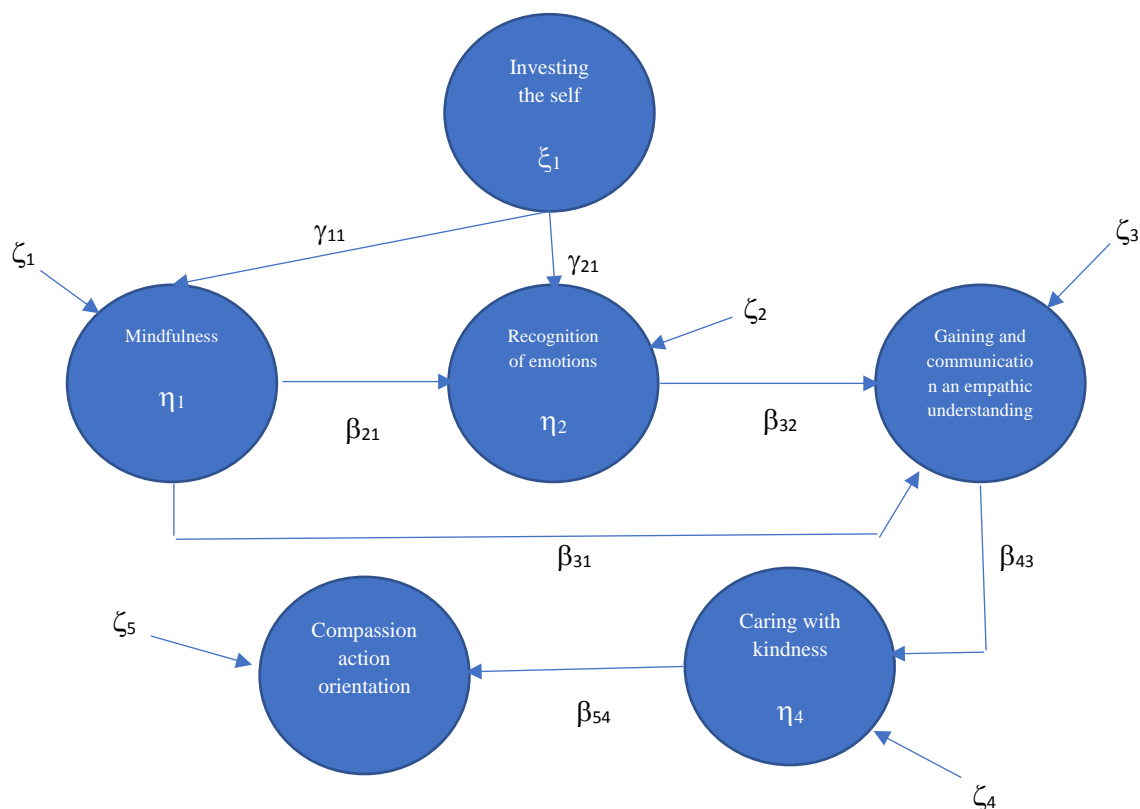 Investing
the self
ξ₁
γ₁₁
γ₂₁
ζ₁
ζ₂
ζ₃
Mindfulness
η₁
Recognition
of emotions
η₂
Gaining and
communicatio
n an empathic
understanding
β₂₁
β₃₂
β₃₁
β₄₃
ζ₅
Compassion
action
orientation
Caring with
kindness
η₄
β₅₄
ζ₄